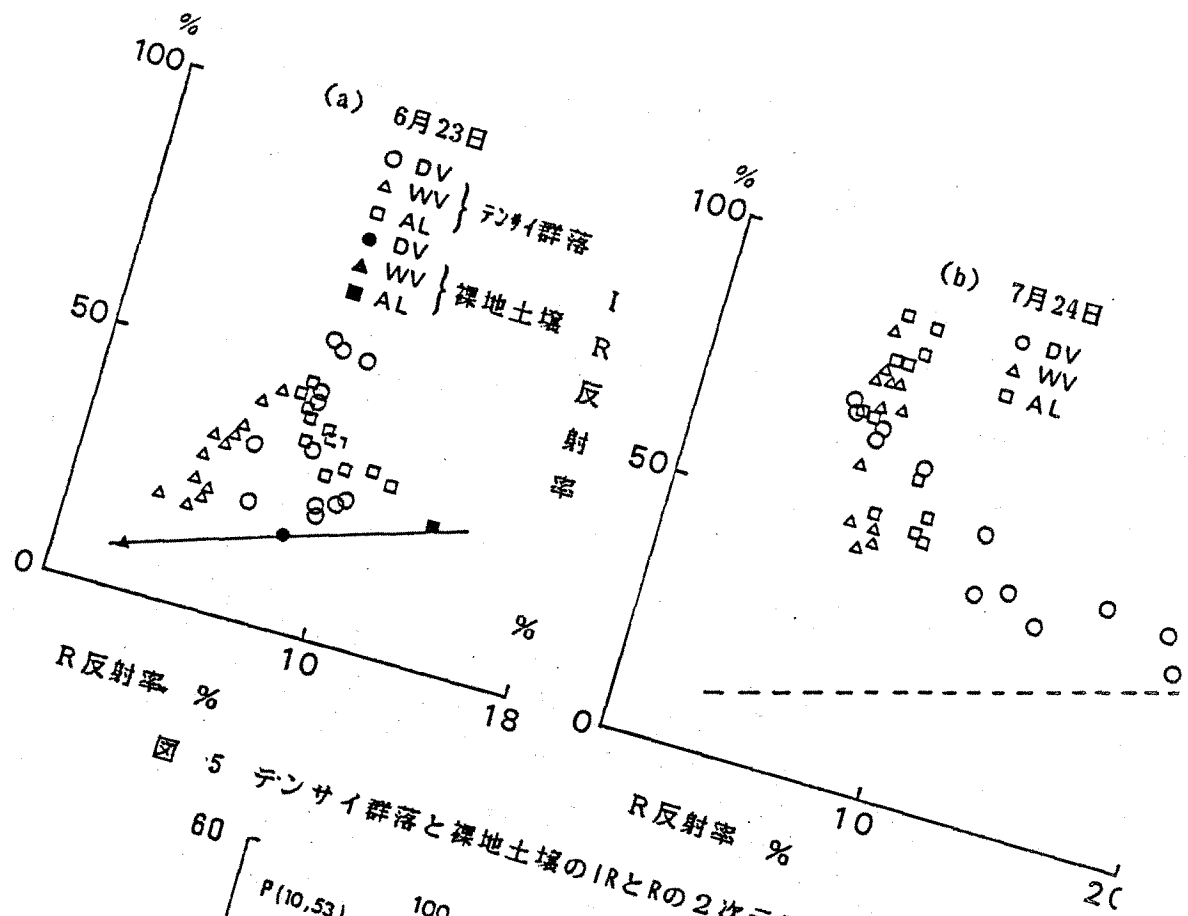 %
100
(a) 6月23日
○ DV
△ WV
□ AL
テンサイ群落
● DV
▲ WV
■ AL
裸地土壌
50
0
10
%
18
R反射率 %
IR反射率
%
100
(b) 7月24日
○ DV
△ WV
□ AL
50
0
10
20
R反射率 %
図 5 テンサイ群落と裸地土壌のIRとRの2次元
60
P(10,53)
100